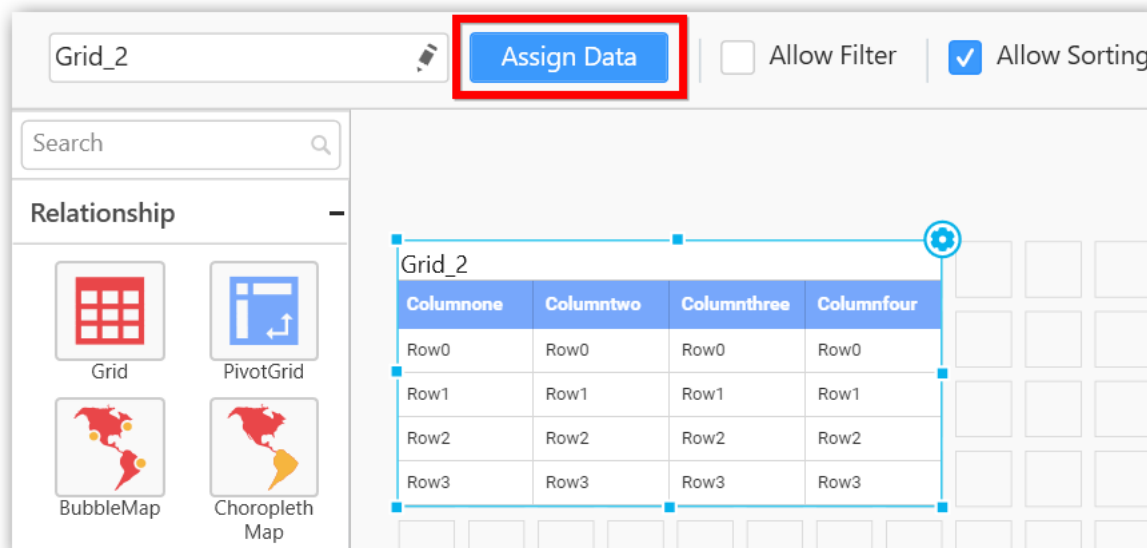 Grid_2 Assign Data Allow Filter Allow Sorting
Search
Relationship
Grid PivotGrid
BubbleMap Choropleth
Map
Grid_2
Columnone Columntwo Columnthree Columnfour
Row0 Row0 Row0 Row0
Row1 Row1 Row1 Row1
Row2 Row2 Row2 Row2
Row3 Row3 Row3 Row3